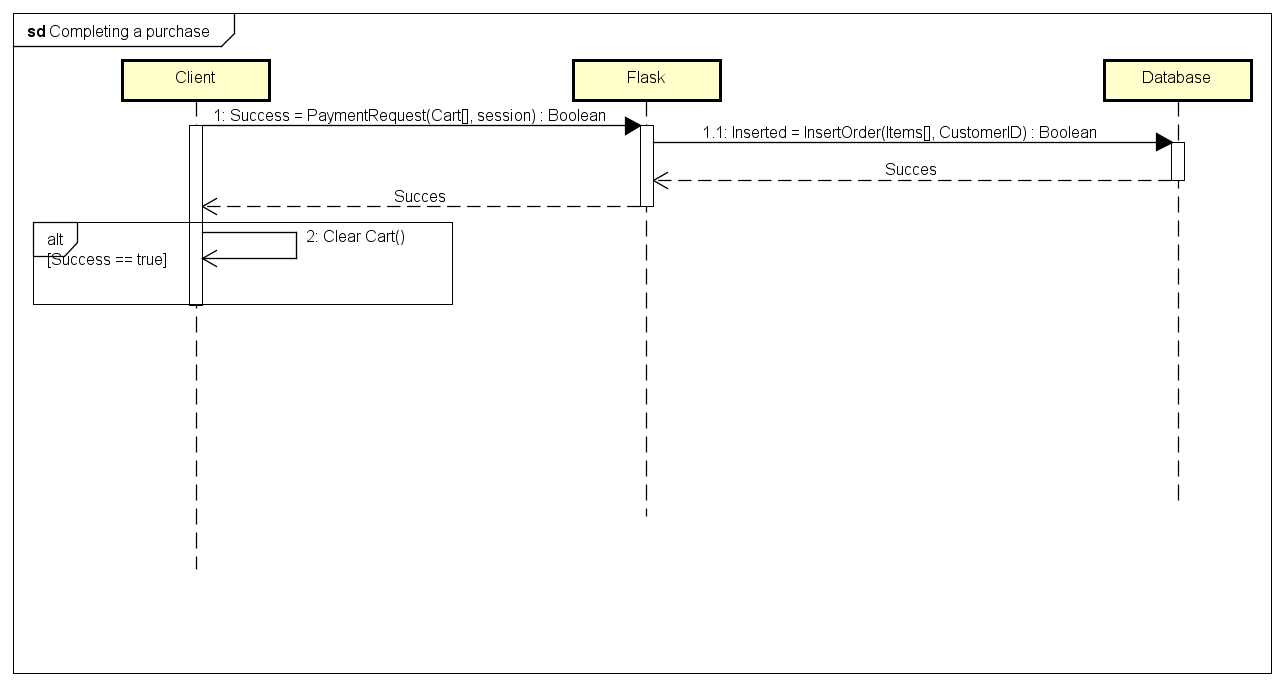 sd Completing a purchase
Client
Flask
Database
1: Success = PaymentRequest(Cart[], session) : Boolean
1.1: Inserted = InsertOrder(Items[], CustomerID) : Boolean
Succes
Succes
alt
2: Clear Cart()
[Success == true]